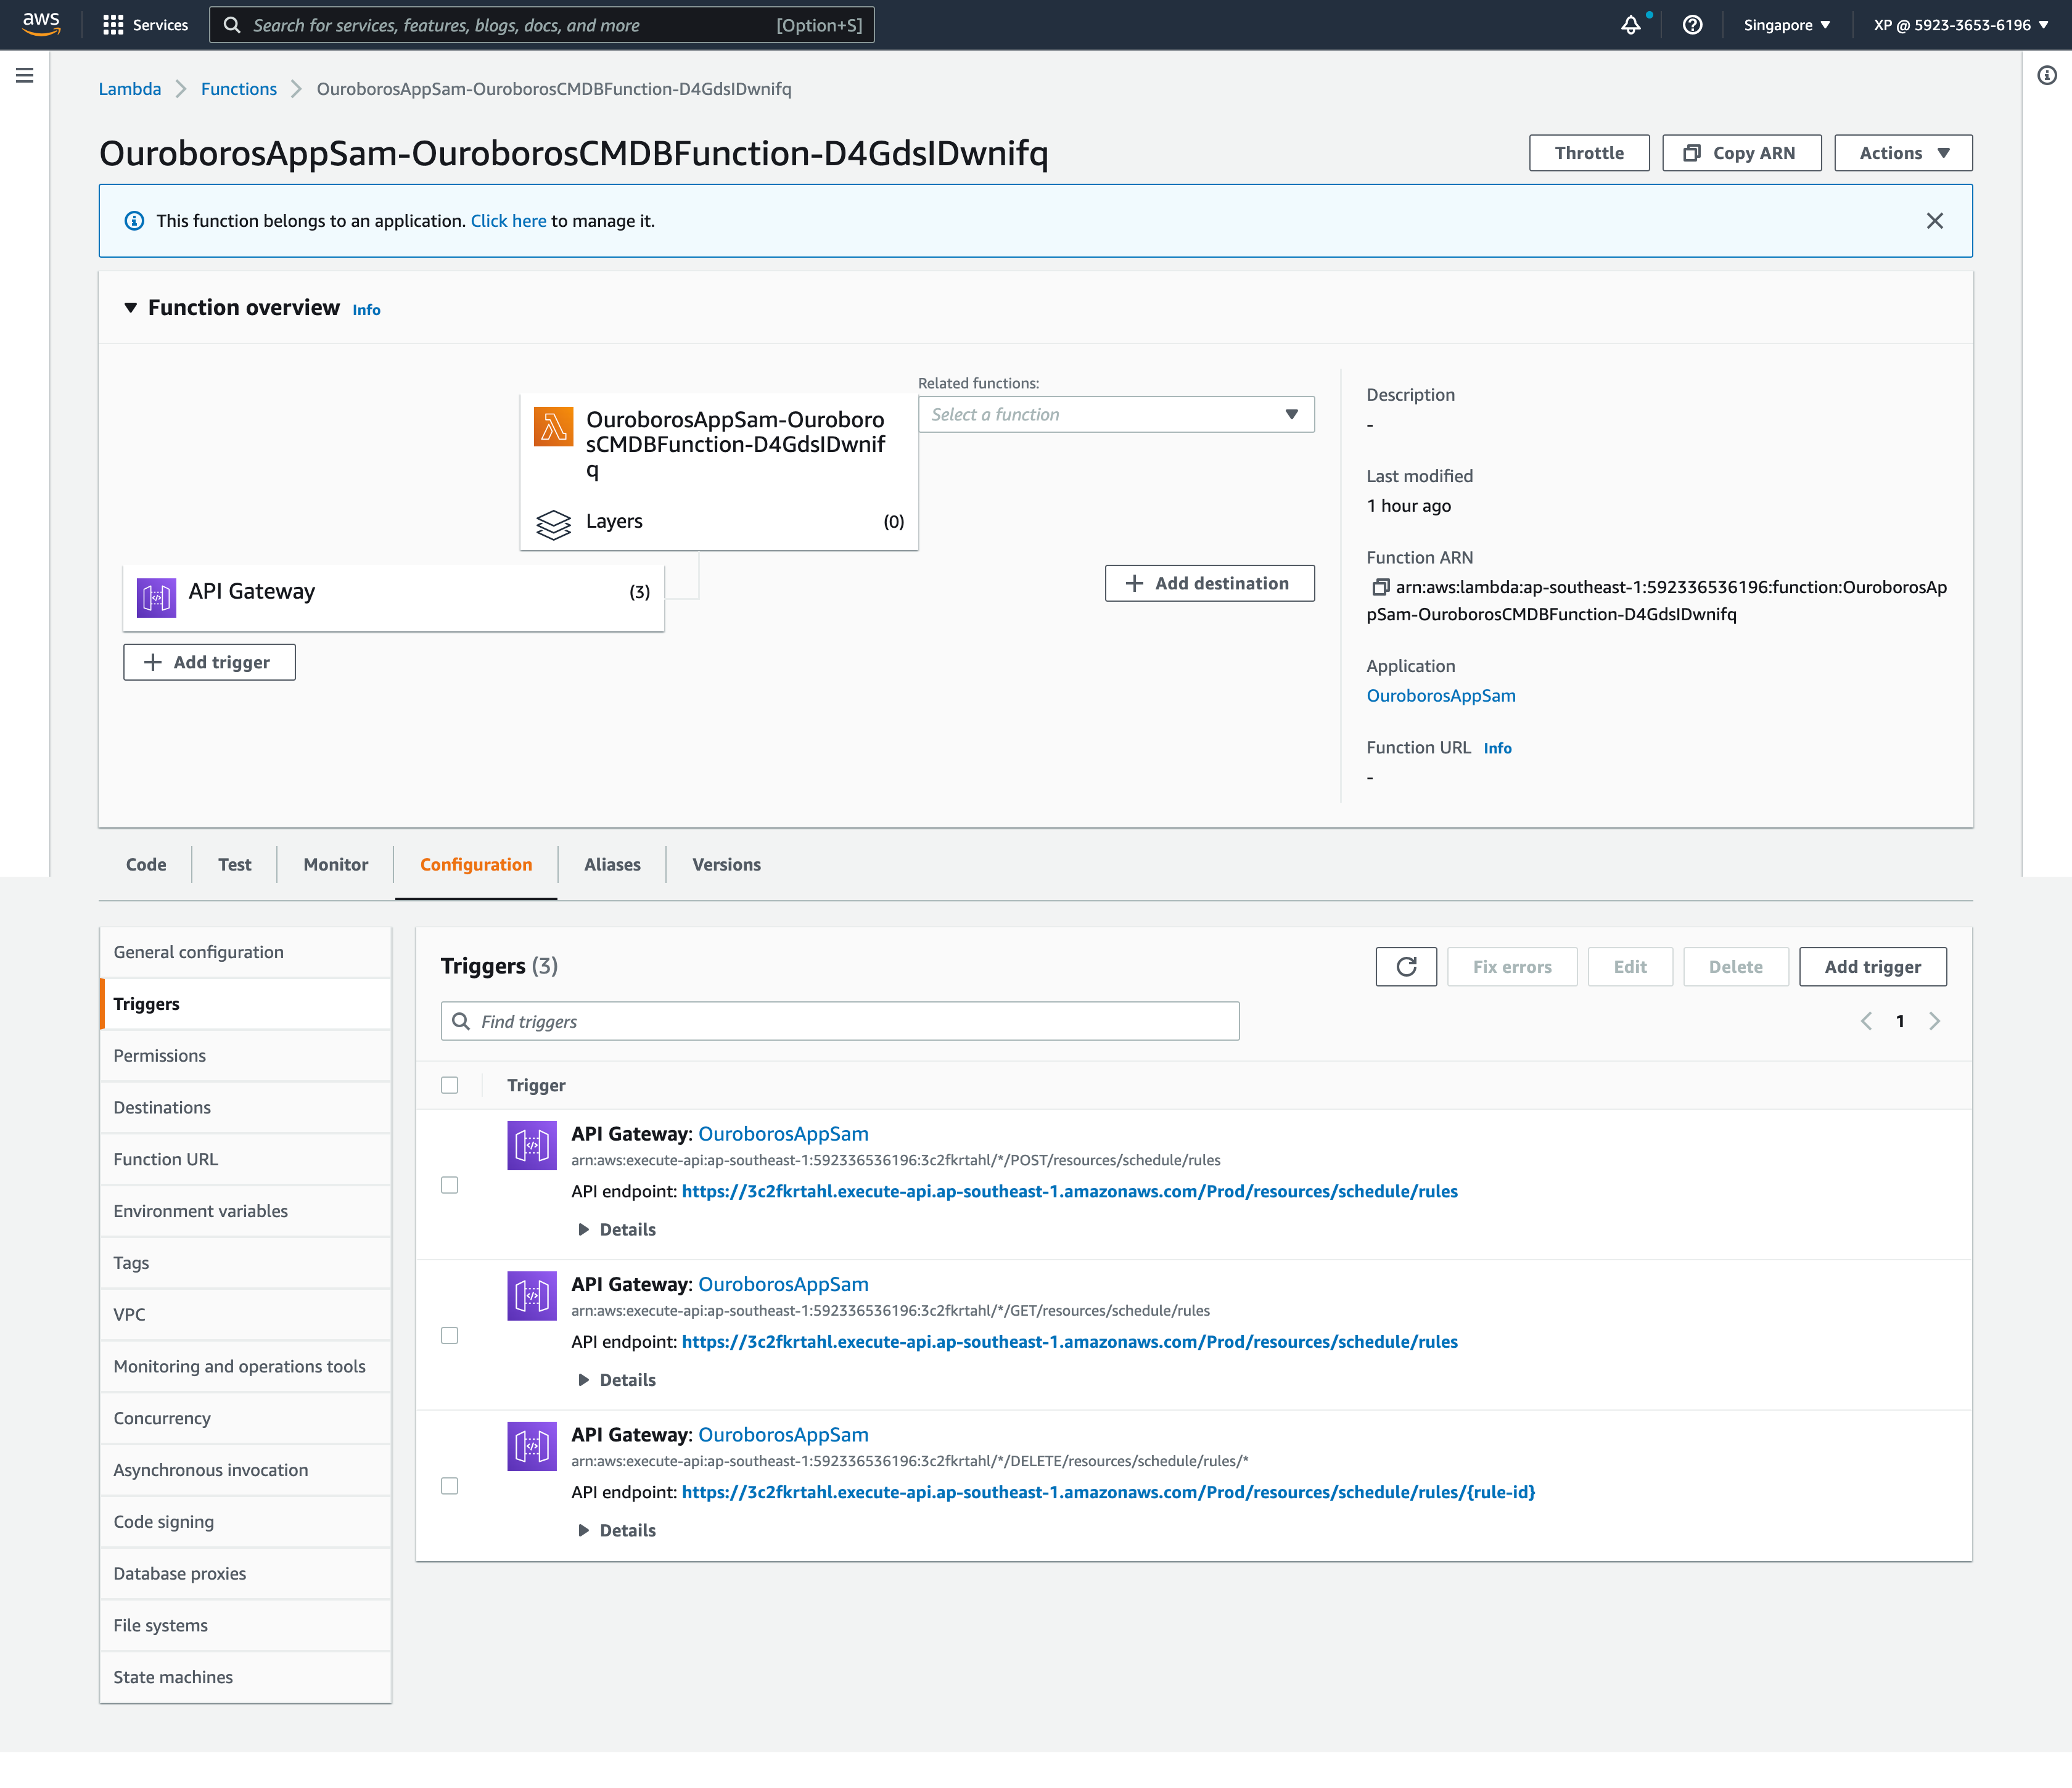 aws
Services
Search for services, features, blogs, docs, and more
[Option+S]
Singapore
XP @ 5923-3653-6196
Lambda
Functions
OuroborosAppSam-OuroborosCMDBFunction-D4GdsIDwnifq
OuroborosAppSam-OuroborosCMDBFunction-D4GdsIDwnifq
Throttle
Copy ARN
Actions
This function belongs to an application. Click here to manage it.
Function overview Info
OuroborosAppSam-Ouroboro
sCMDBFunction-D4GdsIDwnif
q
Layers
(0)
Related functions:
Select a function
API Gateway
(3)
Add trigger
Add destination
Description
-
Last modified
1 hour ago
Function ARN
arn:aws:lambda:ap-southeast-1:592336536196:function:OuroborosAp
pSam-OuroborosCMDBFunction-D4GdsIDwnifq
Application
OuroborosAppSam
Function URL Info
-
Code
Test
Monitor
Configuration
Aliases
Versions
General configuration
Triggers
Permissions
Destinations
Function URL
Environment variables
Tags
VPC
Monitoring and operations tools
Concurrency
Asynchronous invocation
Code signing
Database proxies
File systems
State machines
Triggers (3)
Fix errors
Edit
Delete
Add trigger
Find triggers
1
Trigger
API Gateway: OuroborosAppSam
arn:aws:execute-api:ap-southeast-1:592336536196:3c2fkrtahl/*/POST/resources/schedule/rules
API endpoint: https://3c2fkrtahl.execute-api.ap-southeast-1.amazonaws.com/Prod/resources/schedule/rules
Details
API Gateway: OuroborosAppSam
arn:aws:execute-api:ap-southeast-1:592336536196:3c2fkrtahl/*/GET/resources/schedule/rules
API endpoint: https://3c2fkrtahl.execute-api.ap-southeast-1.amazonaws.com/Prod/resources/schedule/rules
Details
API Gateway: OuroborosAppSam
arn:aws:execute-api:ap-southeast-1:592336536196:3c2fkrtahl/*/DELETE/resources/schedule/rules/*
API endpoint: https://3c2fkrtahl.execute-api.ap-southeast-1.amazonaws.com/Prod/resources/schedule/rules/{rule-id}
Details